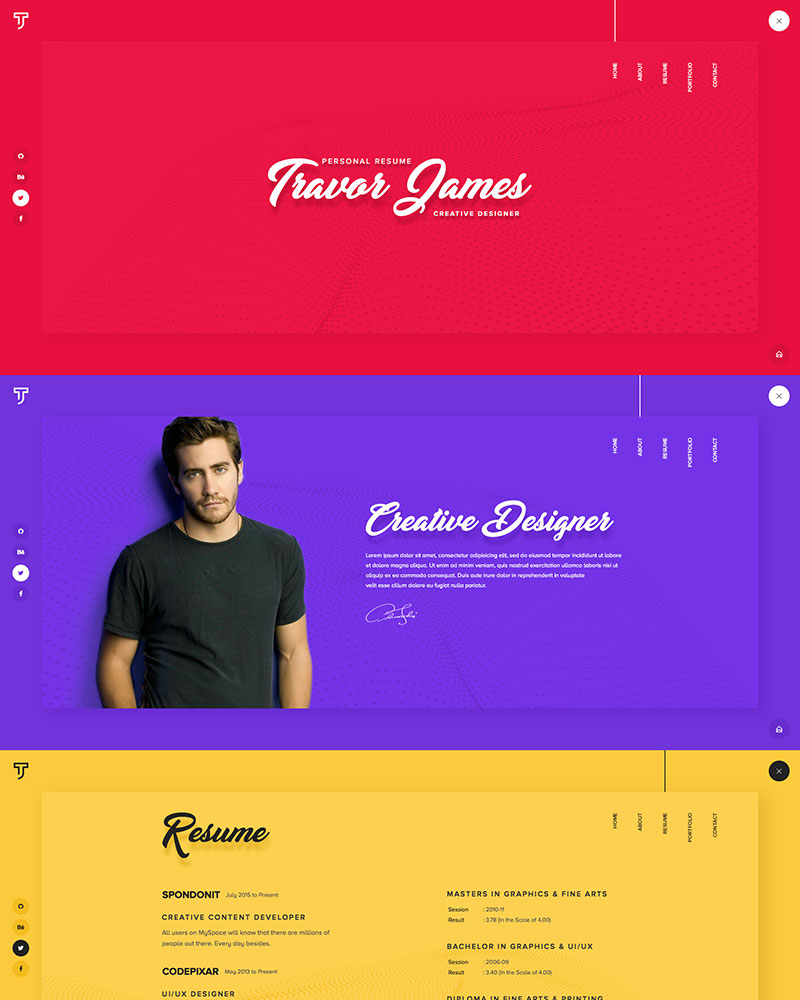 HOME
ABOUT
RESUME
PORTFOLIO
CONTACT
PERSONAL RESUME
Travor James
CREATIVE DESIGNER
Bē
HOME
ABOUT
RESUME
PORTFOLIO
CONTACT
Creative Designer
Lorem ipsum dolor sit amet, consectetur adipisicing elit, sed do eiusmod tempor incididunt ut labore
et dolore magna aliqua. Ut enim ad minim veniam, quis nostrud exercitation ullamco laboris nisi ut
aliquip ex ea commodo consequat. Duis aute irure dolor in reprehenderit in voluptate
velit esse cillum dolore eu fugiat nulla pariatur.
Bē
HOME
ABOUT
RESUME
PORTFOLIO
CONTACT
Resume
SPONDONIT July 2015 to Present
CREATIVE CONTENT DEVELOPER
All users on MySpace will know that there are millions of
people out there. Every day besides.
CODEPIXAR May 2013 to Present
UI/UX DESIGNER
MASTERS IN GRAPHICS & FINE ARTS
Session : 2010-11
Result : 3.78 (In the Scale of 4.00)
BACHELOR IN GRAPHICS & UI/UX
Session : 2006-09
Result : 3.40 (In the Scale of 4.00)
DIPLOMA IN FINE ARTS & PRINTING
Bē